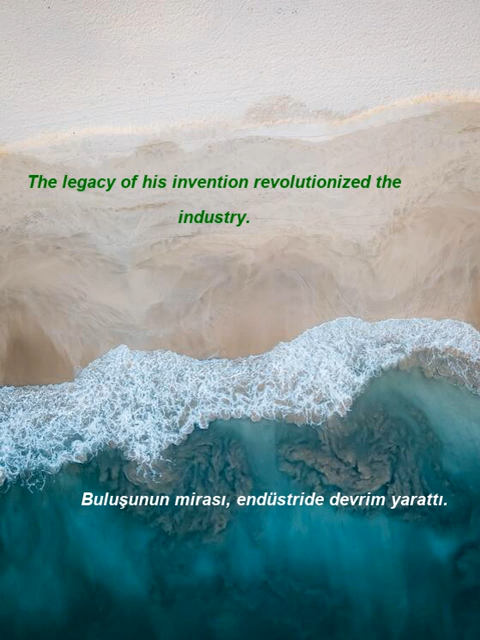 The legacy of his invention revolutionized the
industry.
Buluşunun mirası, endüstride devrim yarattı.